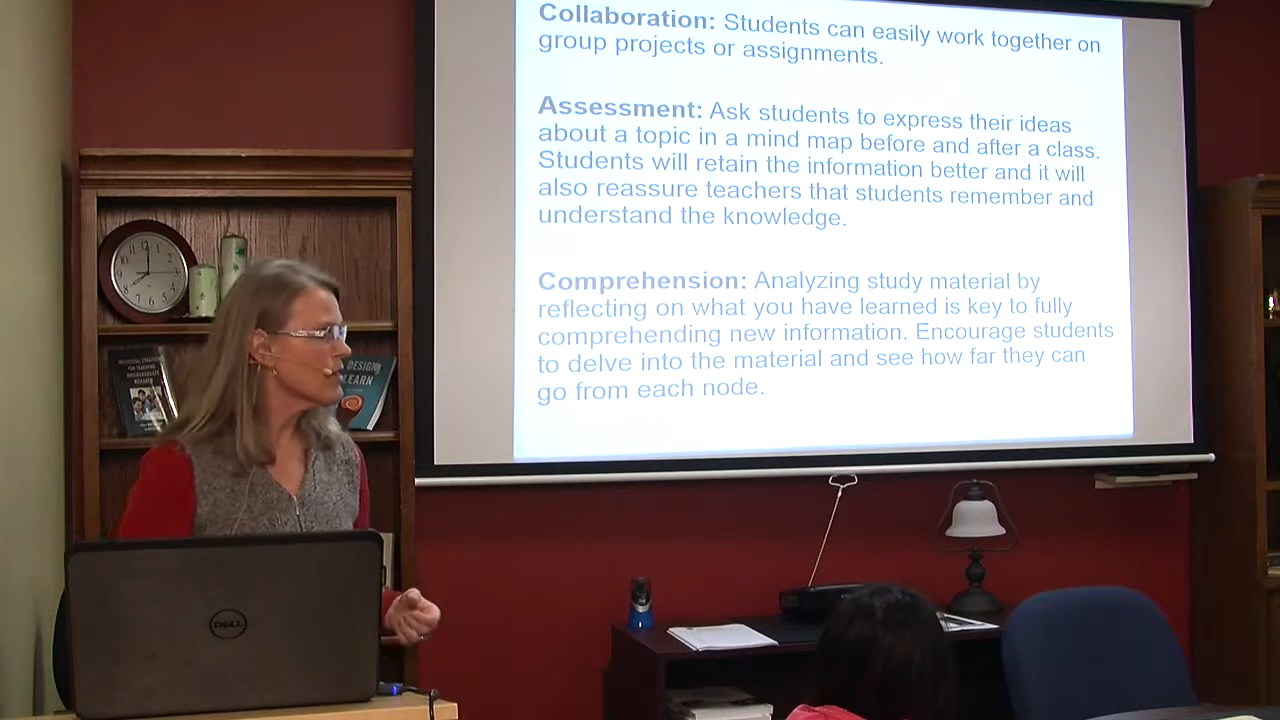 Collaboration: Students can easily work together on
group projects or assignments.
Assessment: Ask students to express their ideas
about a topic in a mind map before and after a class.
Students will retain the information better and it will
also reassure teachers that students remember and
understand the knowledge.
Comprehension: Analyzing study material by
reflecting on what you have learned is key to fully
comprehending new information. Encourage students
to delve into the material and see how far they can
go from each node.
DESIGN
LEARN
DELL